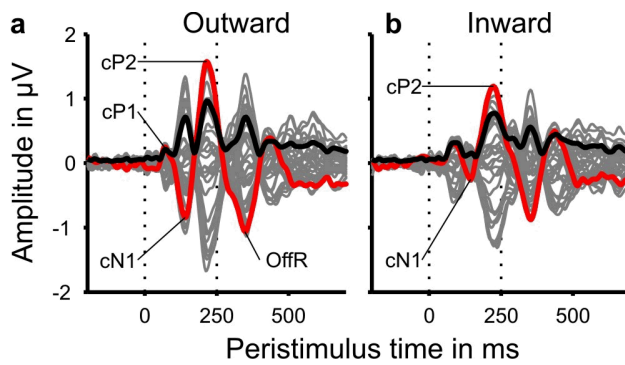 a Outward b Inward
2
cP2
cP2
1
cP1
0
-1
cN1 OffR cN1
-2
0 250 500 0 250 500
Amplitude in µV
Peristimulus time in ms